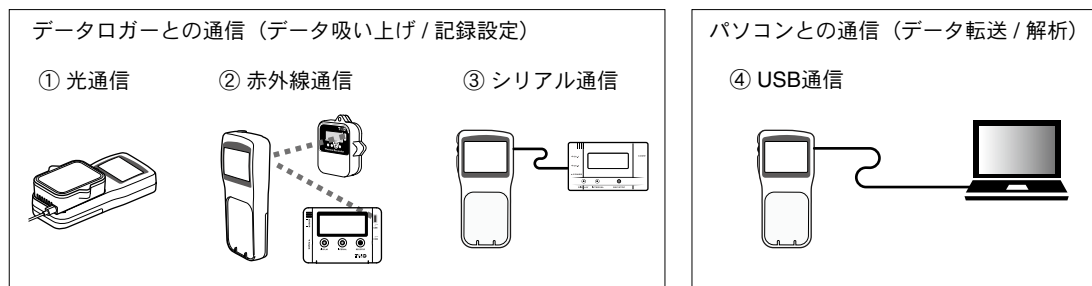 データロガーとの通信（データ吸い上げ / 記録設定）
① 光通信
② 赤外線通信
③ シリアル通信
パソコンとの通信（データ転送 / 解析）
④ USB通信